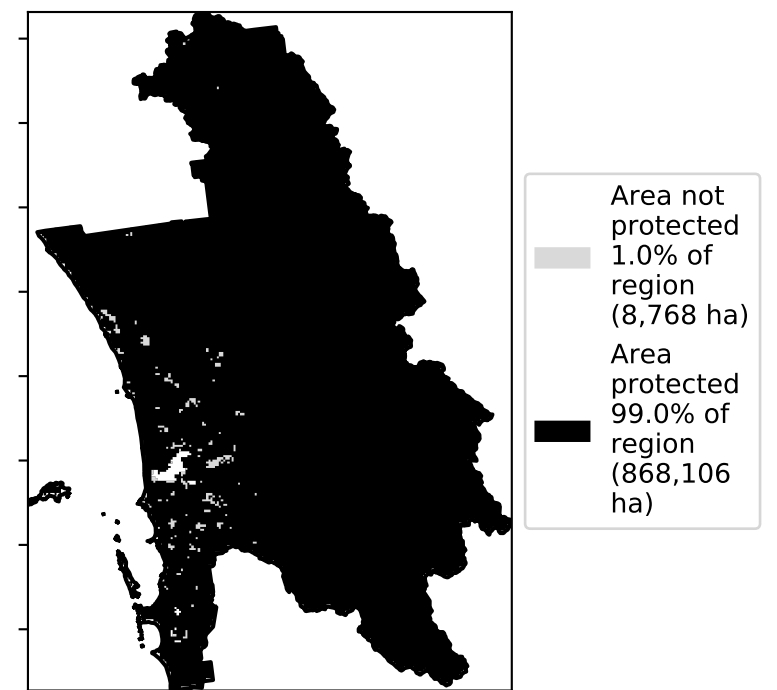 Area not
protected
1.0% of
region
(8,768 ha)
Area
protected
99.0% of
region
(868,106
ha)